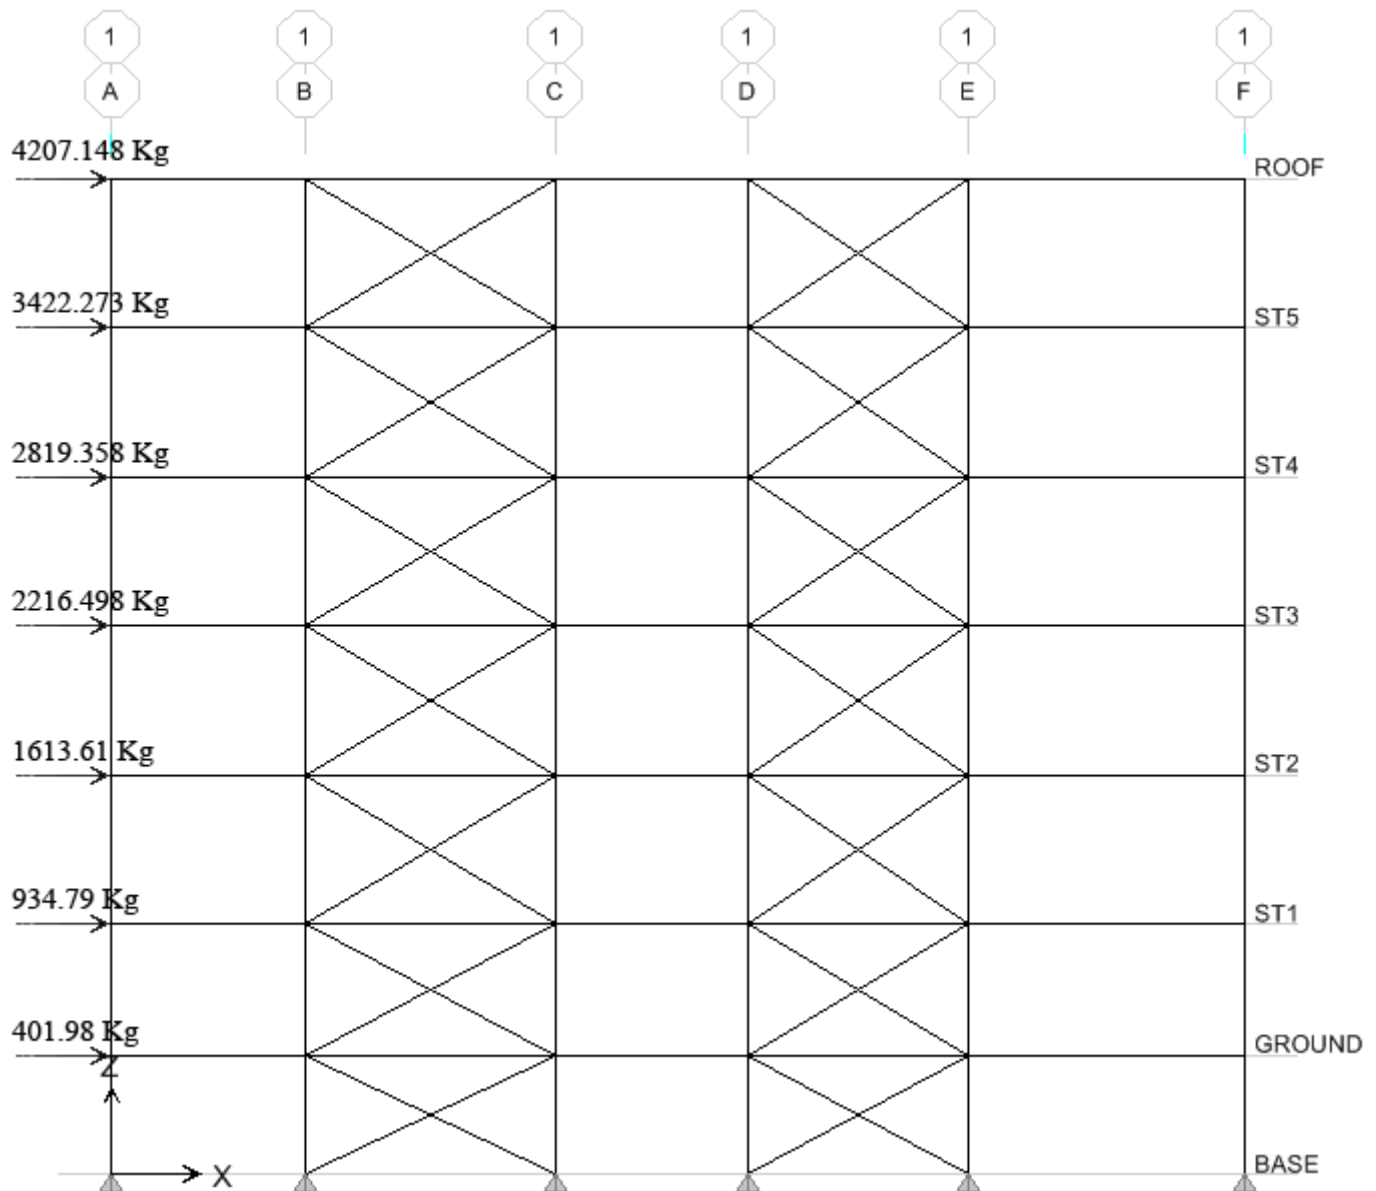 1 1 1 1 1 1
A B C D E F
4207.148 Kg
ROOF
3422.273 Kg
ST5
2819.358 Kg
ST4
2216.498 Kg
ST3
1613.61 Kg
ST2
934.79 Kg
ST1
401.98 Kg
GROUND
Z
X
BASE